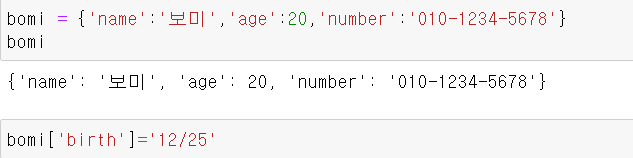 bomi = {'name':'보미','age':20,'number':'010-1234-5678'}
bomi
{'name': '보미', 'age': 20, 'number': '010-1234-5678'}
bomi['birth']='12/25'